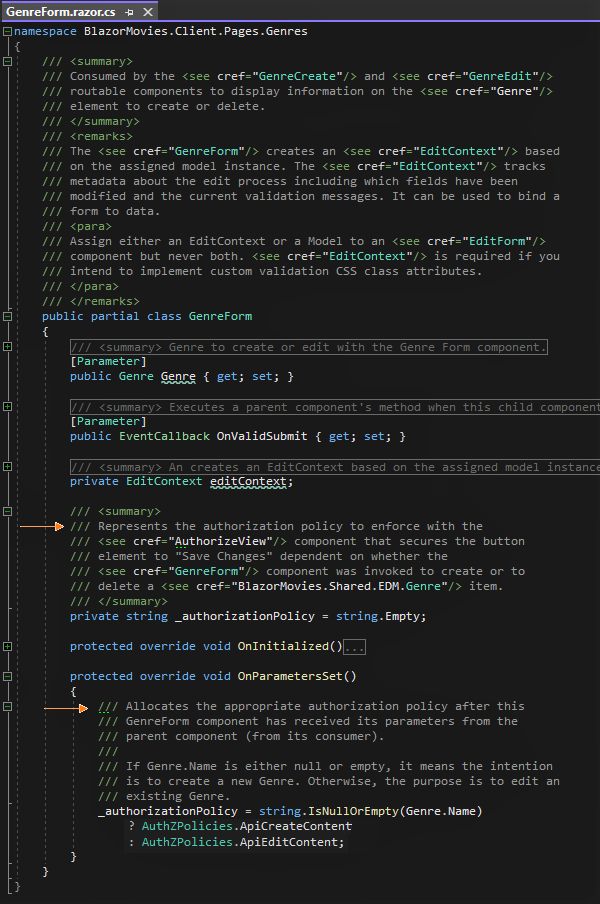 GenreForm.razor.cs
namespace BlazorMovies.Client.Pages.Genres
{
/// <summary>
/// Consumed by the <see cref="GenreCreate"/> and <see cref="GenreEdit"/>
/// routable components to display information on the <see cref="Genre"/>
/// element to create or delete.
/// </summary>
/// <remarks>
/// The <see cref="GenreForm"/> creates an <see cref="EditContext"/> based
/// on the assigned model instance. The <see cref="EditContext"/> tracks
/// metadata about the edit process including which fields have been
/// modified and the current validation messages. It can be used to bind a
/// form to data.
/// <para>
/// Assign either an EditContext or a Model to an <see cref="EditForm"/>
/// component but never both. <see cref="EditContext"/> is required if you
/// intend to implement custom validation CSS class attributes.
/// </para>
/// </remarks>
public partial class GenreForm
{
/// <summary> Genre to create or edit with the Genre Form component.
[Parameter]
public Genre Genre { get; set; }
/// <summary> Executes a parent component's method when this child component
[Parameter]
public EventCallback OnValidSubmit { get; set; }
/// <summary> An creates an EditContext based on the assigned model instance
private EditContext editContext;
/// <summary>
/// Represents the authorization policy to enforce with the
/// <see cref="AuthorizeView"/> component that secures the button
/// element to "Save Changes" dependent on whether the
/// <see cref="GenreForm"/> component was invoked to create or to
/// delete a <see cref="BlazorMovies.Shared.EDM.Genre"/> item.
/// </summary>
private string _authorizationPolicy = string.Empty;
protected override void OnInitialized()...
protected override void OnParametersSet()
{
/// Allocates the appropriate authorization policy after this
/// GenreForm component has received its parameters from the
/// parent component (from its consumer).
///
/// If Genre.Name is either null or empty, it means the intention
/// is to create a new Genre. Otherwise, the purpose is to edit an
/// existing Genre.
_authorizationPolicy = string.IsNullOrEmpty(Genre.Name)
? AuthZPolicies.ApiCreateContent
: AuthZPolicies.ApiEditContent;
}
}
}